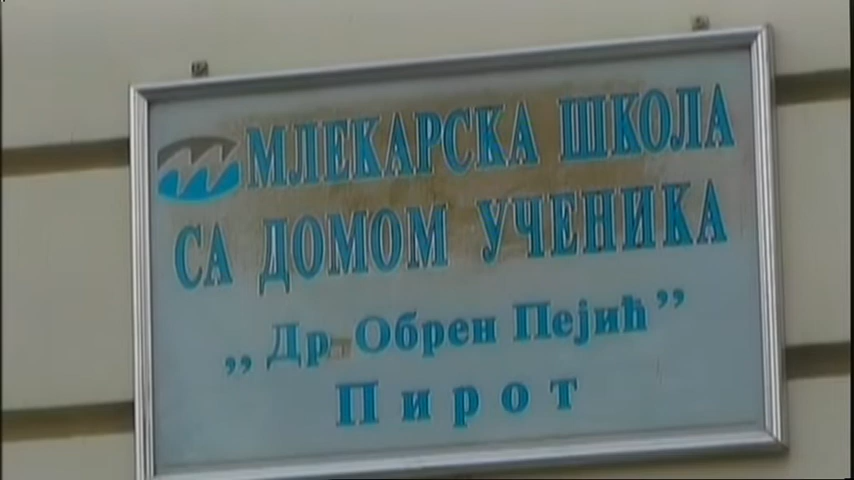 МЛЕКАРСКА ШКОЛА
СА ДОМОМ УЧЕНИКА
„Др Обрен Пејић”
Пирот